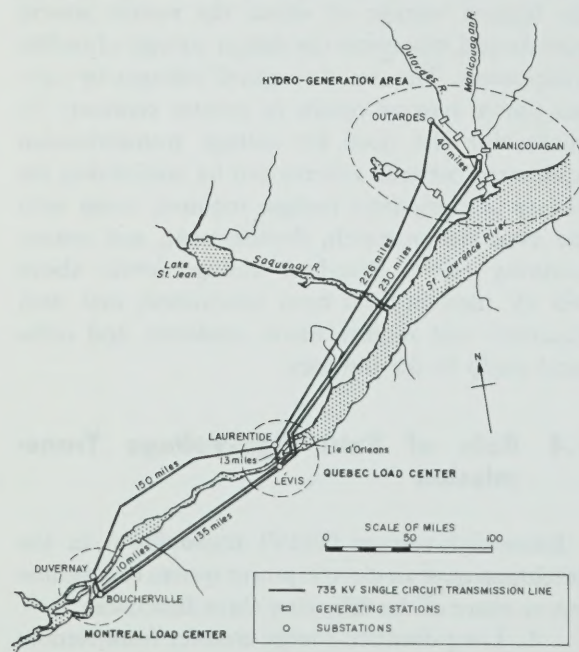 Outardes R.
Manicouagan R.
HYDRO-GENERATION AREA
OUTARDES
MANICOUAGAN
40 miles
Lake
St. Jean
Saguenay R.
226 miles
230 miles
St. Lawrence River
N
LAURENTIDE
13 miles
Ile d'Orleans
150 miles
QUEBEC LOAD CENTER
LÉVIS
135 miles
10 miles
DUVERNAY
BOUCHERVILLE
MONTREAL LOAD CENTER
SCALE OF MILES
0 50 100
735 KV SINGLE CIRCUIT TRANSMISSION LINE
GENERATING STATIONS
SUBSTATIONS